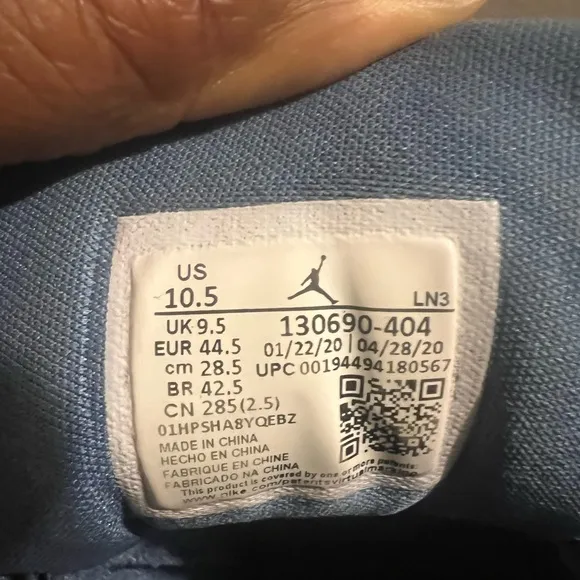 US
10.5
LN3
UK 9.5
130690-404
EUR 44.5
01/22/20 | 04/28/20
cm 28.5
UPC 00194494180567
BR 42.5
CN 285(2.5)
01HPSHA8YQEBZ
MADE IN CHINA
HECHO EN CHINA
FABRIQUE EN CHINE
FABRICADO NA CHINA
This product is covered by one or more patents: